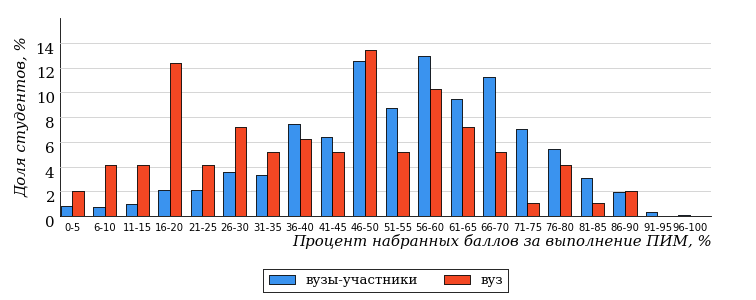 Доля студентов, %
14
12
10
8
6
4
2
0
0-5 6-10 11-15 16-20 21-25 26-30 31-35 36-40 41-45 46-50 51-55 56-60 61-65 66-70 71-75 76-80 81-85 86-90 91-95 96-100
Процент набранных баллов за выполнение ПИМ, %
вузы-участники вуз